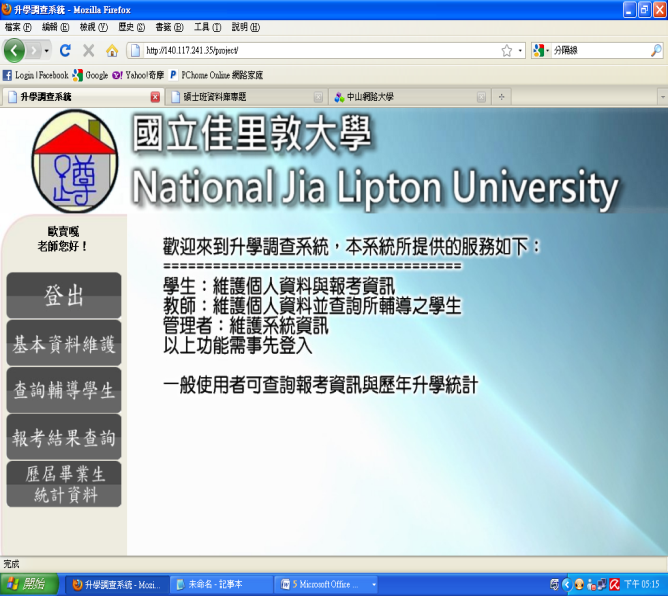 升學調查系統 - Mozilla Firefox
檔案(F) 編輯(E) 檢視(V) 歷史(S) 書籤(B) 工具(T) 說明(H)
http://140.117.241.35/project/
分隔線
Login | Facebook Google Yahoo!奇摩 PChome Online 網路家庭
升學調查系統 碩士班資料庫專題 中山網路大學
國立佳里敦大學
National Jia Lipton University
蹲
歐賣嘎
老師您好！
登出
基本資料維護
查詢輔導學生
報考結果查詢
歷屆畢業生
統計資料
歡迎來到升學調查系統，本系統所提供的服務如下：
====================================
學生：維護個人資料與報考資訊
教師：維護個人資料並查詢所輔導之學生
管理者：維護系統資訊
以上功能需事先登入
一般使用者可查詢報考資訊與歷年升學統計
完成
開始 升學調查系統 - Mozi... 未命名 - 記事本 5 Microsoft Office ... 下午 05:15